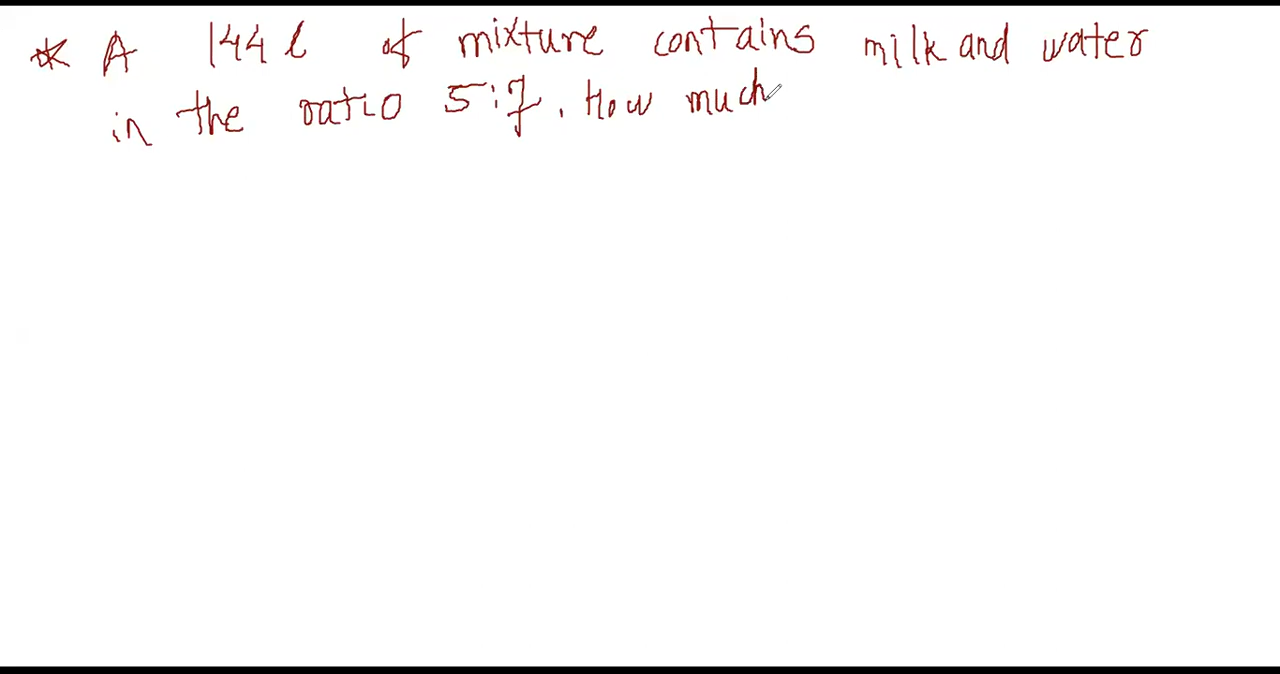 * A 144 l of mixture contains milk and water
in the ratio 5:7. How much